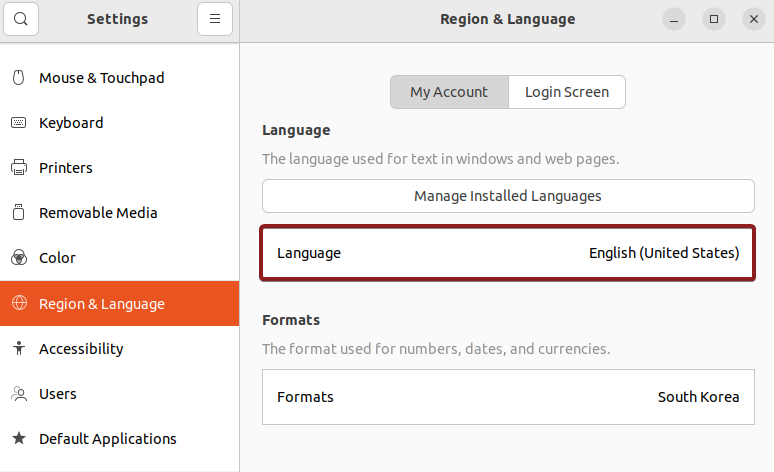 Settings
Region & Language
Mouse & Touchpad
Keyboard
Printers
Removable Media
Color
Region & Language
Accessibility
Users
Default Applications
My Account
Login Screen
Language
The language used for text in windows and web pages.
Manage Installed Languages
Language English (United States)
Formats
The format used for numbers, dates, and currencies.
Formats South Korea